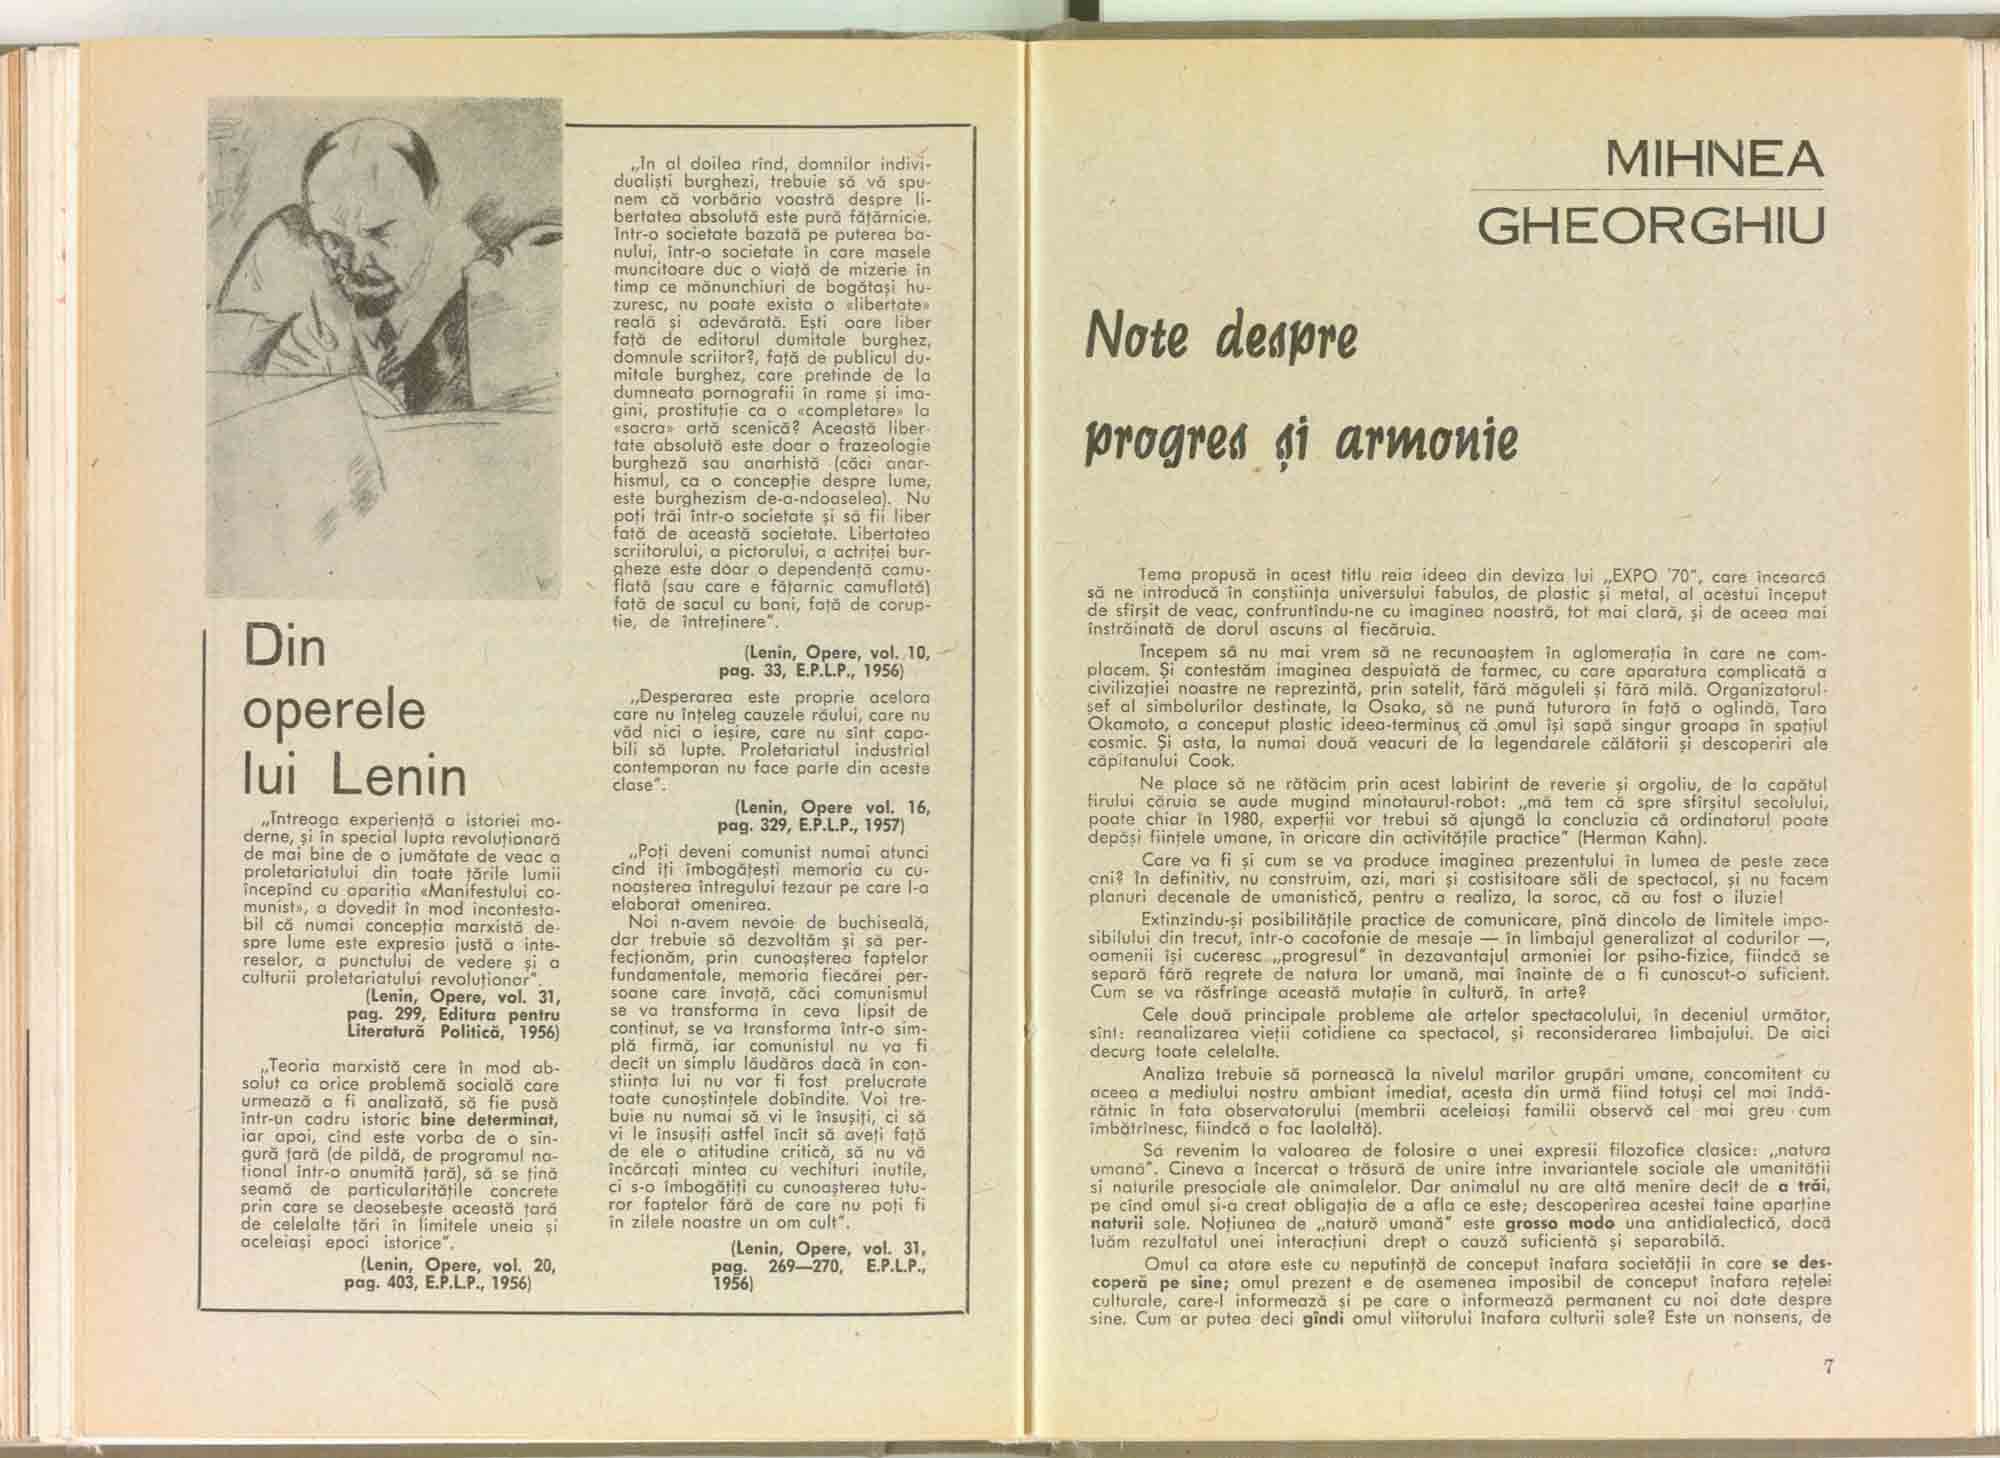 Din
operele
lui Lenin
„Întreaga experiență a istoriei mo-
derne, și în special lupta revoluționară
de mai bine de o jumătate de veac a
proletariatului din toate țările lumii
începînd cu apariția «Manifestului co-
munist», a dovedit în mod incontesta-
bil că numai concepția marxistă de-
spre lume este expresia justă a inte-
reselor, a punctului de vedere și a
culturii proletariatului revoluționar".
(Lenin, Opere, vol. 31,
pag. 299, Editura pentru
Literatură Politică, 1956)
„Teoria marxistă cere în mod ab-
solut ca orice problemă socială care
urmează a fi analizată, să fie pusă
într-un cadru istoric bine determinat,
iar apoi, cînd este vorba de o sin-
gură țară (de pildă, de programul na-
țional într-o anumită țară), să se țină
seamă de particularitățile concrete
prin care se deosebește această țară
de celelalte țări în limitele uneia și
aceleiași epoci istorice".
(Lenin, Opere, vol. 20,
pag. 403, E.P.L.P., 1956)
„În al doilea rînd, domnilor indivi-
dualiști burghezi, trebuie să vă spu-
nem că vorbăria voastră despre li-
bertatea absolută este pură fățărnicie.
Într-o societate bazată pe puterea ba-
nului, într-o societate în care masele
muncitoare duc o viață de mizerie în
timp ce mănunchiuri de bogătași hu-
zuresc, nu poate exista o «libertate»
reală și adevărată. Ești oare liber
față de editorul dumitale burghez,
domnule scriitor?, față de publicul du-
mitale burghez, care pretinde de la
dumneata pornografii în rame și ima-
gini, prostituție ca o «completare» la
«sacra» artă scenică? Această liber-
tate absolută este doar o frazeologie
burgheză sau anarhistă (căci anar-
hismul, ca o concepție despre lume,
este burghezism de-a-ndoaselea). Nu
poți trăi într-o societate și să fii liber
față de această societate. Libertatea
scriitorului, a pictorului, a actriței bur-
gheze este doar o dependență camu-
flată (sau care e fățarnic camuflată)
față de sacul cu bani, față de corup-
ție, de întreținere".
(Lenin, Opere, vol. 10,
pag. 33, E.P.L.P., 1956)
„Desperarea este proprie acelora
care nu înțeleg cauzele răului, care nu
văd nici o ieșire, care nu sînt capa-
bili să lupte. Proletariatul industrial
contemporan nu face parte din aceste
clase".
(Lenin, Opere vol. 16,
pag. 329, E.P.L.P., 1957)
„Poți deveni comunist numai atunci
cînd îți îmbogățești memoria cu cu-
noașterea întregului tezaur pe care l-a
elaborat omenirea.
Noi n-avem nevoie de buchiseală,
dar trebuie să dezvoltăm și să per-
fecționăm, prin cunoașterea faptelor
fundamentale, memoria fiecărei per-
soane care învață, căci comunismul
se va transforma în ceva lipsit de
conținut, se va transforma într-o sim-
plă firmă, iar comunistul nu va fi
decît un simplu lăudăros dacă în con-
știința lui nu vor fi fost prelucrate
toate cunoștințele dobîndite. Voi tre-
buie nu numai să vi le însușiți, ci să
vi le însușiți astfel încît să aveți față
de ele o atitudine critică, să nu vă
încărcați mintea cu vechituri inutile,
ci s-o îmbogățiți cu cunoașterea tutu-
ror faptelor fără de care nu poți fi
în zilele noastre un om cult".
(Lenin, Opere, vol. 31,
pag. 269—270, E.P.L.P.,
1956)
MIHNEA
GHEORGHIU
Note despre
progres și armonie
Tema propusă în acest titlu reia ideea din deviza lui „EXPO '70", care încearcă
să ne introducă în conștiința universului fabulos, de plastic și metal, al acestui început
de sfîrșit de veac, confruntîndu-ne cu imaginea noastră, tot mai clară, și de aceea mai
înstrăinată de dorul ascuns al fiecăruia.
Începem să nu mai vrem să ne recunoaștem în aglomerația în care ne com-
placem. Și contestăm imaginea despuiată de farmec, cu care aparatura complicată a
civilizației noastre ne reprezintă, prin satelit, fără măguleli și fără milă. Organizatorul-
șef al simbolurilor destinate, la Osaka, să ne pună tuturora în față o oglindă, Taro
Okamoto, a conceput plastic ideea-terminus că omul își sapă singur groapa în spațiul
cosmic. Și asta, la numai două veacuri de la legendarele călătorii și descoperiri ale
căpitanului Cook.
Ne place să ne rătăcim prin acest labirint de reverie și orgoliu, de la capătul
firului căruia se aude mugind minotaurul-robot: „mă tem că spre sfîrșitul secolului,
poate chiar în 1980, experții vor trebui să ajungă la concluzia că ordinatorul poate
depăși ființele umane, în oricare din activitățile practice" (Herman Kahn).
Care va fi și cum se va produce imaginea prezentului în lumea de peste zece
ani? În definitiv, nu construim, azi, mari și costisitoare săli de spectacol, și nu facem
planuri decenale de umanistică, pentru a realiza, la soroc, că au fost o iluzie!
Extinzîndu-și posibilitățile practice de comunicare, pînă dincolo de limitele impo-
sibilului din trecut, într-o cacofonie de mesaje — în limbajul generalizat al codurilor —,
oamenii își cuceresc „progresul" în dezavantajul armoniei lor psiho-fizice, fiindcă se
separă fără regrete de natura lor umană, mai înainte de a fi cunoscut-o suficient.
Cum se va răsfrînge această mutație în cultură, în arte?
Cele două principale probleme ale artelor spectacolului, în deceniul următor,
sînt: reanalizarea vieții cotidiene ca spectacol, și reconsiderarea limbajului. De aici
decurg toate celelalte.
Analiza trebuie să pornească la nivelul marilor grupări umane, concomitent cu
aceea a mediului nostru ambiant imediat, acesta din urmă fiind totuși cel mai îndă-
rătnic în fața observatorului (membrii aceleiași familii observă cel mai greu cum
îmbătrînesc, fiindcă o fac laolaltă).
Să revenim la valoarea de folosire a unei expresii filozofice clasice: „natura
umană". Cineva a încercat o trăsură de unire între invariantele sociale ale umanității
și naturile presociale ale animalelor. Dar animalul nu are altă menire decît de a trăi,
pe cînd omul și-a creat obligația de a afla ce este; descoperirea acestei taine aparține
naturii sale. Noțiunea de „natură umană" este grosso modo una antidialectică, dacă
luăm rezultatul unei interacțiuni drept o cauză suficientă și separabilă.
Omul ca atare este cu neputință de conceput înafara societății în care se des-
coperă pe sine; omul prezent e de asemenea imposibil de conceput înafara rețelei
culturale, care-l informează și pe care o informează permanent cu noi date despre
sine. Cum ar putea deci gîndi omul viitorului înafara culturii sale? Este un nonsens, de
7